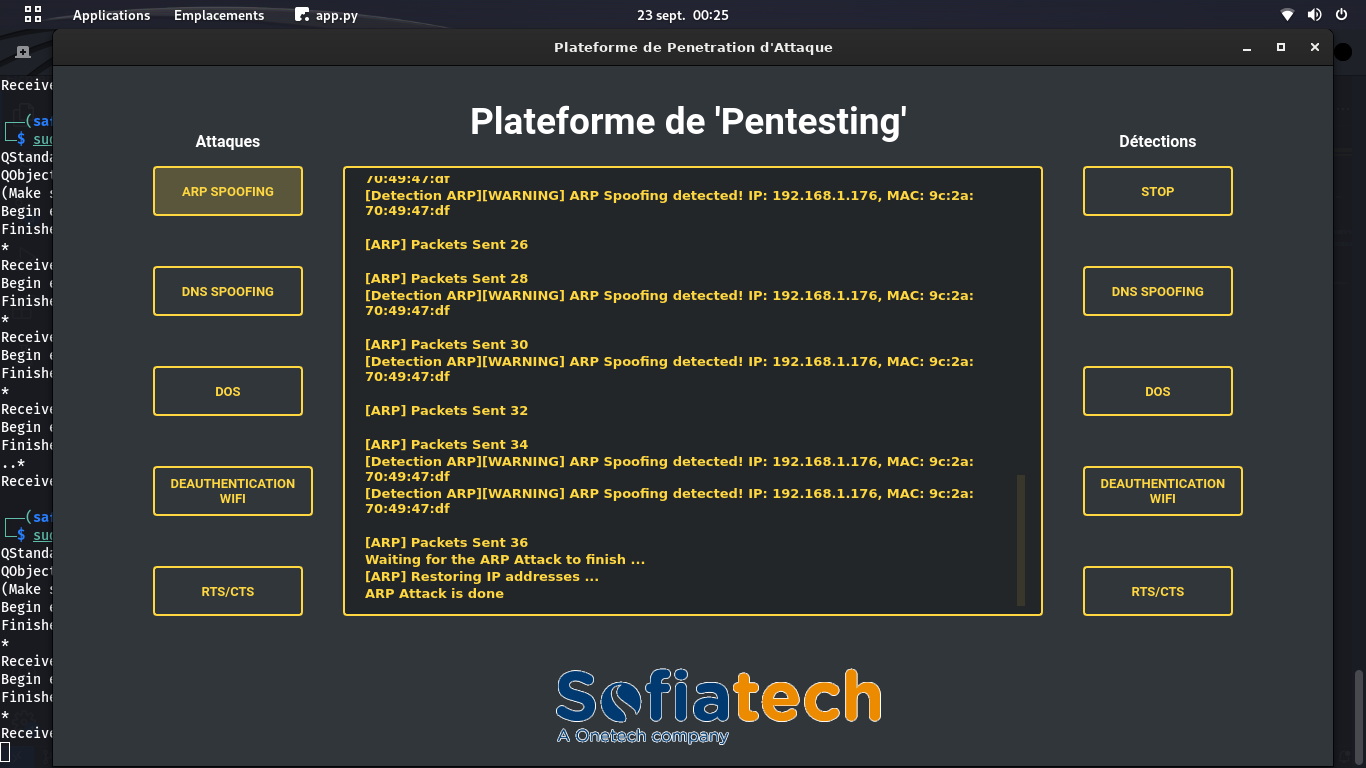 Applications Emplacements app.py 23 sept. 00:25
Plateforme de Penetration d'Attaque
Plateforme de 'Pentesting'
Attaques
ARP SPOOFING
DNS SPOOFING
DOS
DEAUTHENTICATION
WIFI
RTS/CTS
70:49:47:df
[Detection ARP][WARNING] ARP Spoofing detected! IP: 192.168.1.176, MAC: 9c:2a:
70:49:47:df
[ARP] Packets Sent 26
[ARP] Packets Sent 28
[Detection ARP][WARNING] ARP Spoofing detected! IP: 192.168.1.176, MAC: 9c:2a:
70:49:47:df
[ARP] Packets Sent 30
[Detection ARP][WARNING] ARP Spoofing detected! IP: 192.168.1.176, MAC: 9c:2a:
70:49:47:df
[ARP] Packets Sent 32
[ARP] Packets Sent 34
[Detection ARP][WARNING] ARP Spoofing detected! IP: 192.168.1.176, MAC: 9c:2a:
70:49:47:df
[Detection ARP][WARNING] ARP Spoofing detected! IP: 192.168.1.176, MAC: 9c:2a:
70:49:47:df
[ARP] Packets Sent 36
Waiting for the ARP Attack to finish ...
[ARP] Restoring IP addresses ...
ARP Attack is done
Détections
STOP
DNS SPOOFING
DOS
DEAUTHENTICATION
WIFI
RTS/CTS
Sofiatech
A Onetech company
Receive
(sa
$ sud
QStanda
QObject
(Make s
Begin e
Finishe
*
Receive
Begin e
Finishe
*
Receive
Begin e
Finishe
*
Receive
Begin e
Finishe
..*
Receive
(sa
$ sud
QStanda
QObject
(Make s
Begin e
Finishe
*
Receive
Begin e
Finishe
*
Receive